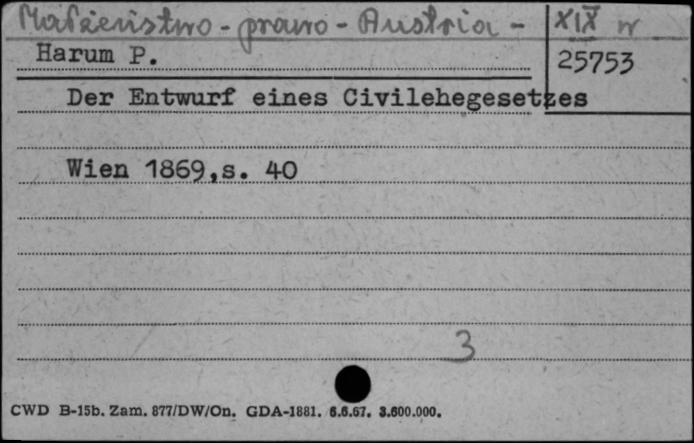 Małżeństwo - prawo - Austria - XIX w
Harum P.
25753
Der Entwurf eines Civilehegesetzes
Wien 1869,s. 40
3
CWD B-15b. Zam. 877/DW/On. GDA-1881. 6.6.67. 3.600.000.